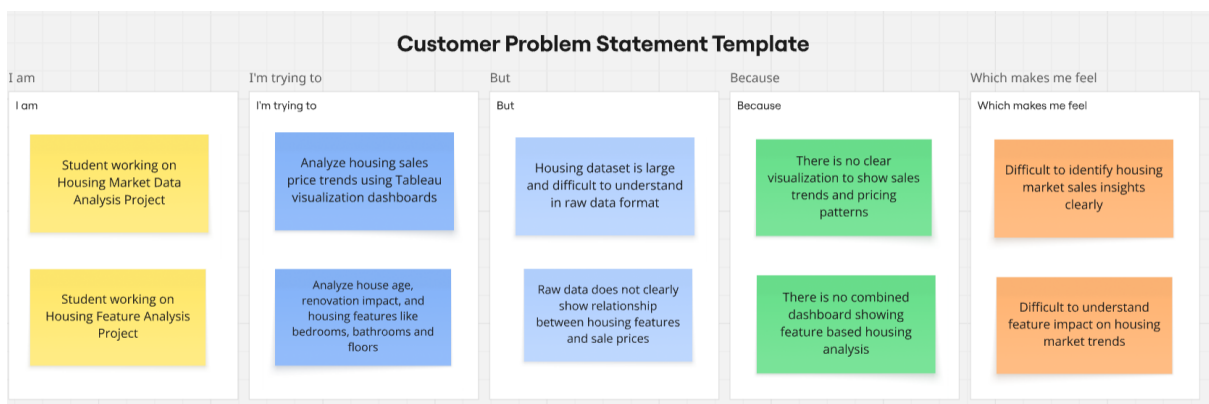 Customer Problem Statement Template
I am
I'm trying to
But
Because
Which makes me feel
I am
I'm trying to
But
Because
Which makes me feel
Student working on
Housing Market Data
Analysis Project
Analyze housing sales
price trends using Tableau
visualization dashboards
Housing dataset is large
and difficult to understand
in raw data format
There is no clear
visualization to show sales
trends and pricing
patterns
Difficult to identify housing
market sales insights
clearly
Student working on
Housing Feature Analysis
Project
Analyze house age,
renovation impact, and
housing features like
bedrooms, bathrooms and
floors
Raw data does not clearly
show relationship
between housing features
and sale prices
There is no combined
dashboard showing
feature based housing
analysis
Difficult to understand
feature impact on housing
market trends